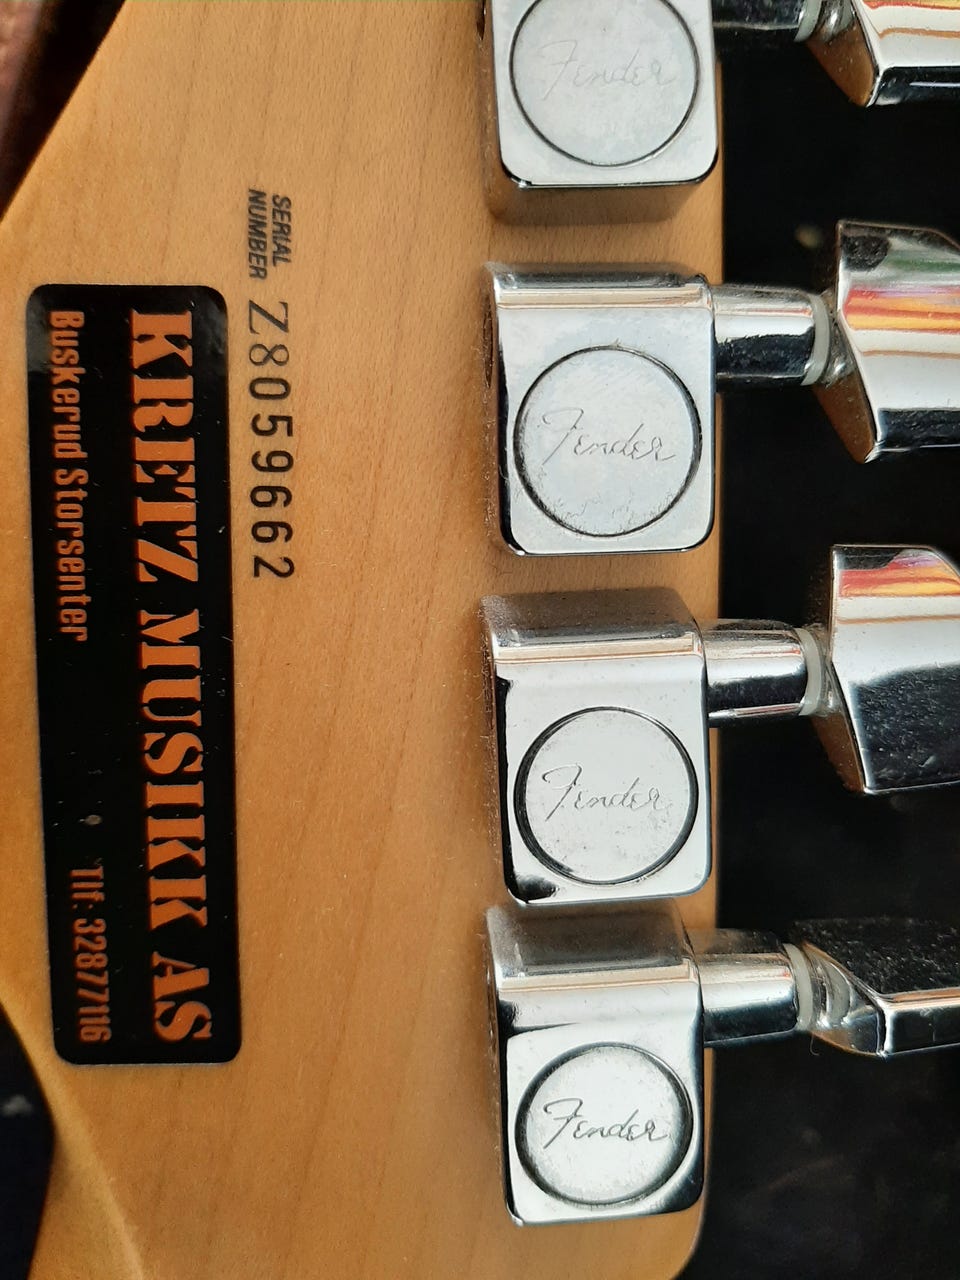 SERIAL
NUMBER Z8059662
KRETZ MUSIKK AS
Buskerud Storsenter Tlf.: 32877116
Fender
Fender
Fender
Fender